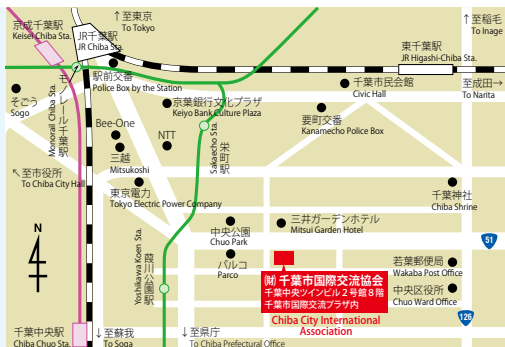 ↑至東京
To Tokyo
↑至稲毛
To Inage
京成千葉駅
Keisei Chiba Sta.
JR千葉駅
JR Chiba Sta.
東千葉駅
JR Higashi-Chiba Sta.
駅前交番
Police Box by the Station
千葉市民会館
Civic Hall
至成田→
To Narita
そごう
Sogo
モノレール千葉駅
Monorail Chiba Sta.
京葉銀行文化プラザ
Keiyo Bank Culture Plaza
要町交番
Kanamecho Police Box
Bee-One
NTT
栄町駅
Sakaecho Sta.
三越
Mitsukoshi
↖至市役所
To Chiba City Hall
東京電力
Tokyo Electric Power Company
千葉神社
Chiba Shrine
中央公園
Chuo Park
三井ガーデンホテル
Mitsui Garden Hotel
51
N
葭川公園駅
Yoshikawa Koen Sta.
パルコ
Parco
若葉郵便局
Wakaba Post Office
㈶ 千葉市国際交流協会
千葉中央ツインビル2号館8階
千葉市国際交流プラザ内
Chiba City International
Association
中央区役所
Chuo Ward Office
126
千葉中央駅
Chiba Chuo Sta.
↓至蘇我
To Soga
↓至県庁
To Chiba Prefectural Office